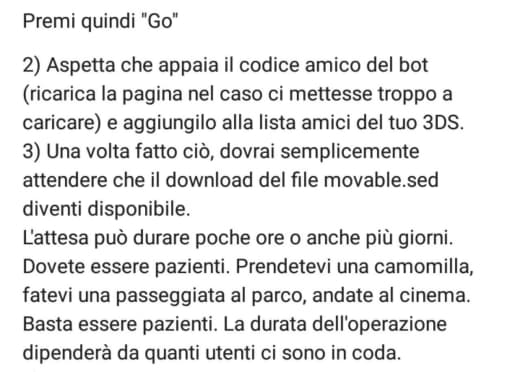 Premi quindi "Go"
2) Aspetta che appaia il codice amico del bot
(ricarica la pagina nel caso ci mettesse troppo a
caricare) e aggiungilo alla lista amici del tuo 3DS.
3) Una volta fatto ciò, dovrai semplicemente
attendere che il download del file movable.sed
diventi disponibile.
L'attesa può durare poche ore o anche più giorni.
Dovete essere pazienti. Prendetevi una camomilla,
fatevi una passeggiata al parco, andate al cinema.
Basta essere pazienti. La durata dell'operazione
dipenderà da quanti utenti ci sono in coda.